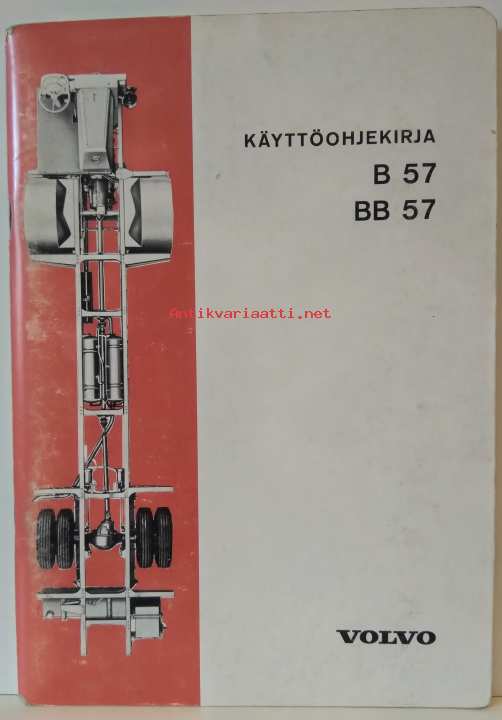 KÄYTTÖOHJEKIRJA
B 57
BB 57
Antikvariaatti.net
VOLVO